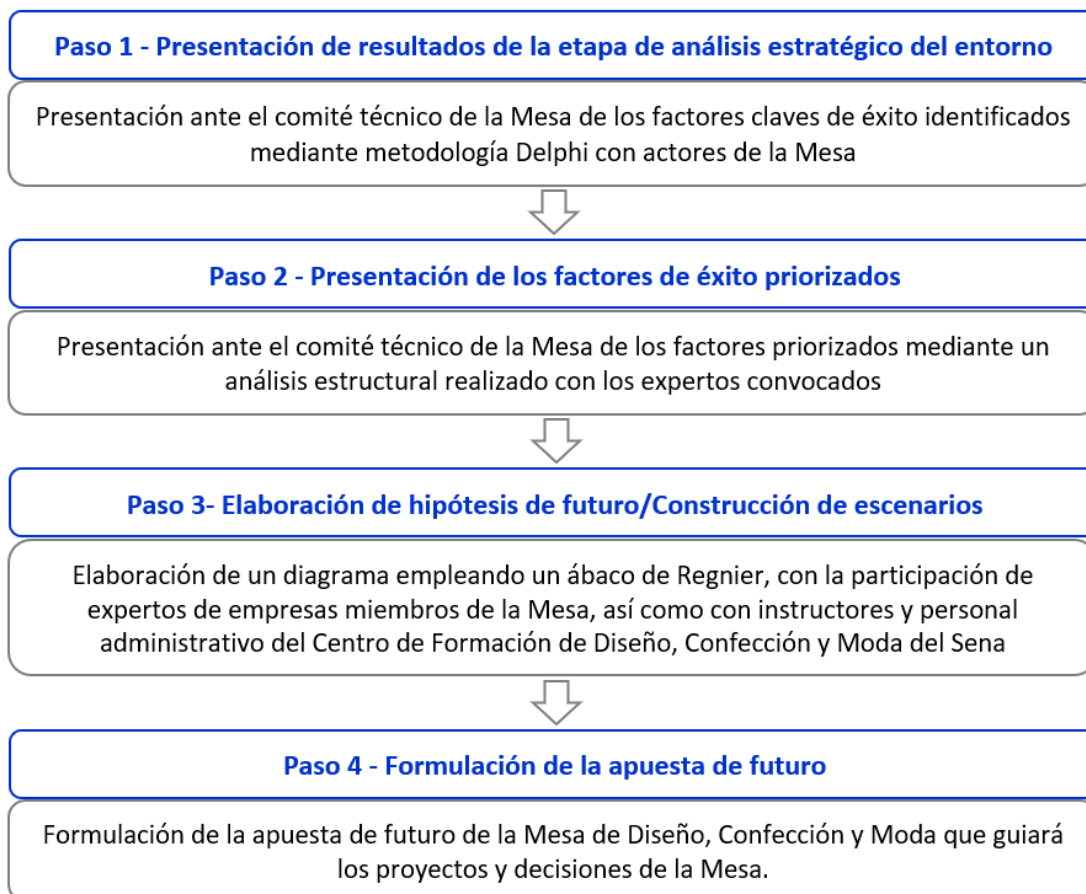 Paso 1 - Presentación de resultados de la etapa de análisis estratégico del entorno
Presentación ante el comité técnico de la Mesa de los factores claves de éxito identificados
mediante metodología Delphi con actores de la Mesa
Paso 2 - Presentación de los factores de éxito priorizados
Presentación ante el comité técnico de la Mesa de los factores priorizados mediante un
análisis estructural realizado con los expertos convocados
Paso 3- Elaboración de hipótesis de futuro/Construcción de escenarios
Elaboración de un diagrama empleando un ábaco de Regnier, con la participación de
expertos de empresas miembros de la Mesa, así como con instructores y personal
administrativo del Centro de Formación de Diseño, Confección y Moda del Sena
Paso 4 - Formulación de la apuesta de futuro
Formulación de la apuesta de futuro de la Mesa de Diseño, Confección y Moda que guiará
los proyectos y decisiones de la Mesa.